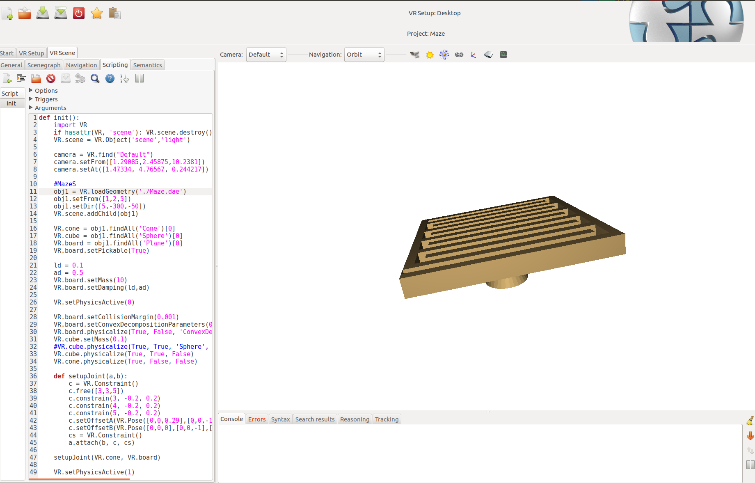 VR Setup: Desktop
Project: Maze
Start VR Setup VR Scene
General Scenegraph Navigation Scripting Semantics
Camera: Default Navigation: Orbit
Script
init
Options
Triggers
Arguments
1 def init():
2 import VR
3 if hasattr(VR, 'scene'): VR.scene.destroy()
4 VR.scene = VR.Object('scene','light')
5
6 camera = VR.find("Default")
7 camera.setFrom([1.29085,2.45875,10.2381])
8 camera.setAt([1.47334, 4.76567, 0.244217])
9
10 #MazeS
11 obj1 = VR.loadGeometry('./Maze.dae')
12 obj1.setFrom([1,2,3])
13 obj1.setDir([5,-300,-50])
14 VR.scene.addChild(obj1)
15
16 VR.cone = obj1.findAll('Cone')[0]
17 VR.cube = obj1.findAll('Sphere')[0]
18 VR.board = obj1.findAll('Plane')[0]
19 VR.board.setPickable(True)
20
21 ld = 0.1
22 ad = 0.5
23 VR.board.setMass(10)
24 VR.board.setDamping(ld,ad)
25
26 VR.setPhysicsActive(0)
27
28 VR.board.setCollisionMargin(0.001)
29 VR.board.setConvexDecompositionParameters(0
30 VR.board.physicalize(True, False, 'ConvexDe
31 VR.cube.setMass(0.1)
32 #VR.cube.physicalize(True, True, 'Sphere',
33 VR.cube.physicalize(True, True, False)
34 VR.cone.physicalize(True, False, False)
35
36 def setupJoint(a,b):
37 c = VR.Constraint()
38 c.free([3,3,5])
39 c.constrain(3, -0.2, 0.2)
40 c.constrain(4, -0.2, 0.2)
41 c.constrain(5, -0.2, 0.2)
42 c.setOffsetA(VR.Pose([0,0,0.20],[0,0,-1
43 c.setOffsetB(VR.Pose([0,0,0],[0,0,-1],[
44 cs = VR.Constraint()
45 a.attach(b, c, cs)
46
47 setupJoint(VR.cone, VR.board)
48
49 VR.setPhysicsActive(1)
Console Errors Syntax Search results Reasoning Tracking